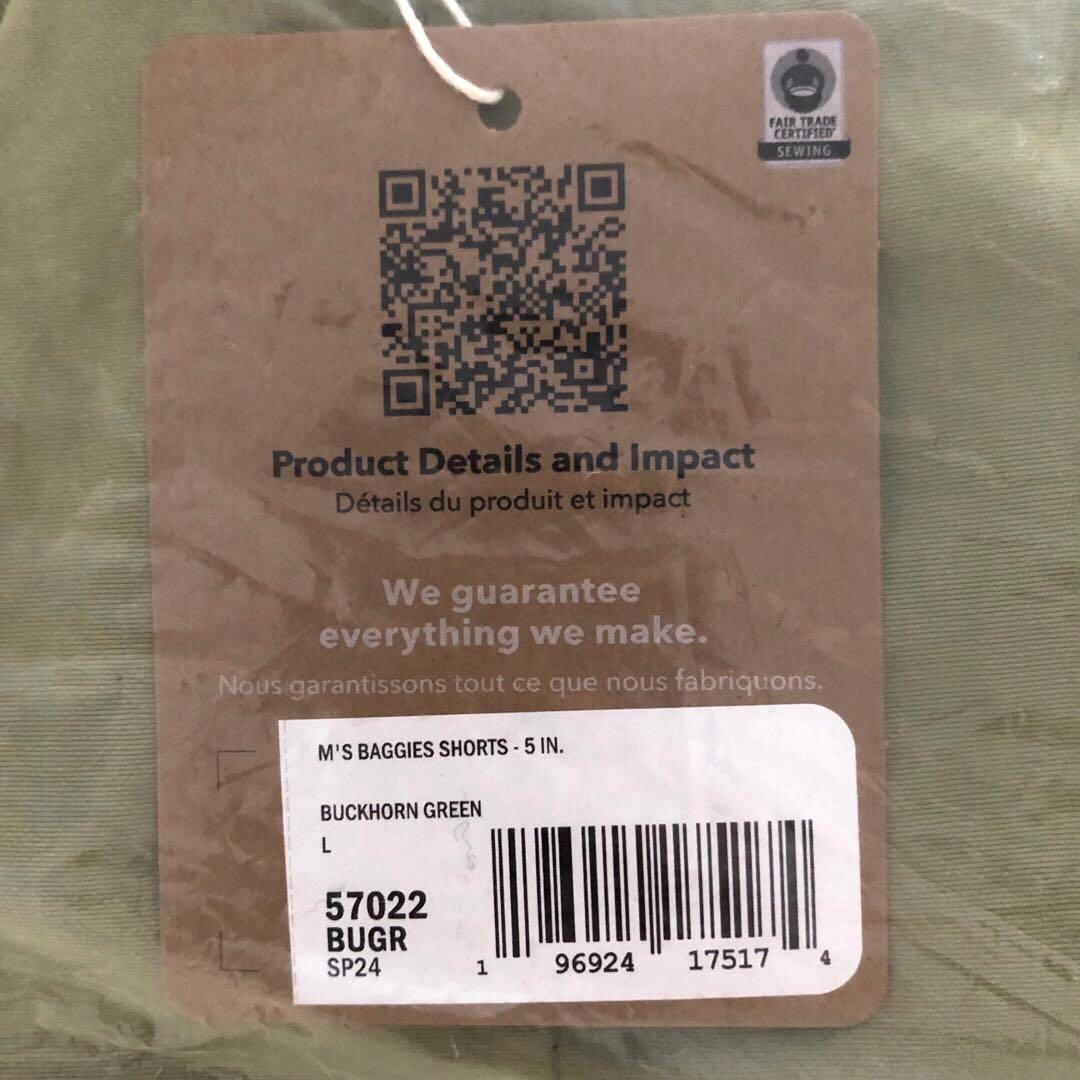 FAIR TRADE
CERTIFIED
SEWING
Product Details and Impact
Détails du produit et impact
We guarantee
everything we make.
Nous garantissons tout ce que nous fabriquons.
M'S BAGGIES SHORTS - 5 IN.
BUCKHORN GREEN
L
57022
BUGR
SP24
1 96924 17517 4